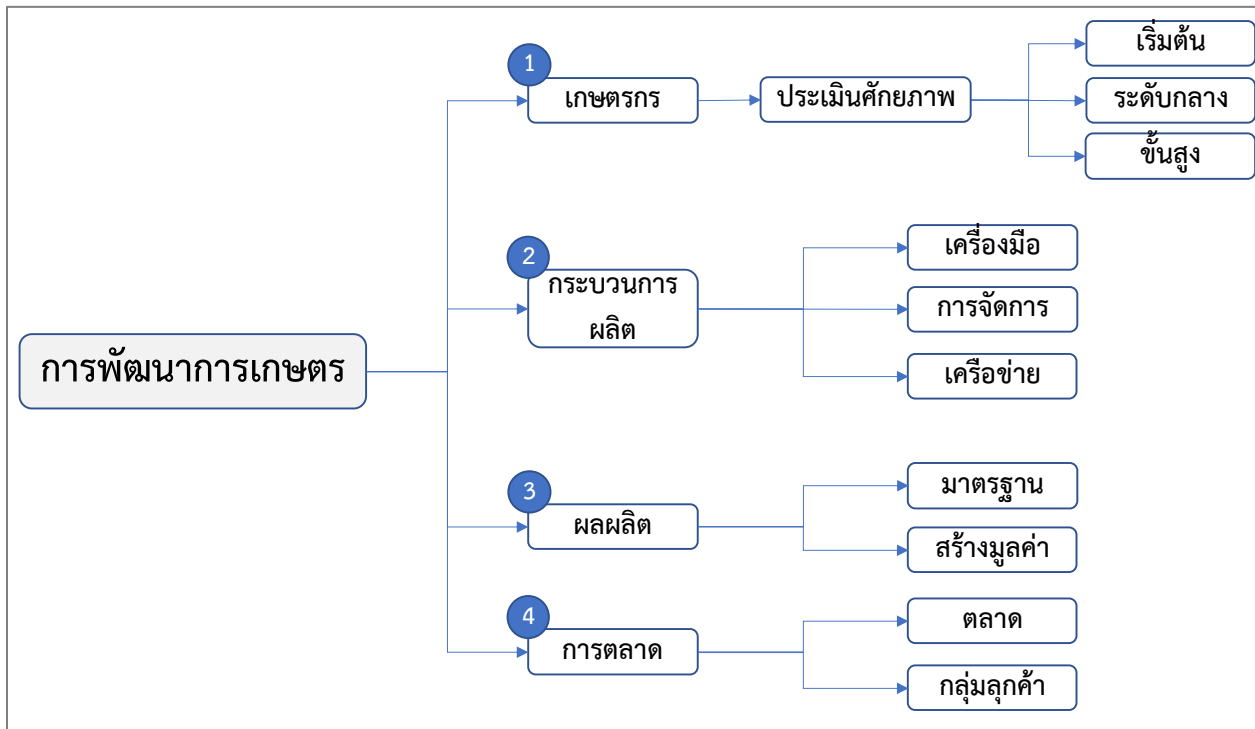 1
เกษตรกร
ประเมินศักยภาพ
เริ่มต้น
ระดับกลาง
ขั้นสูง
2
กระบวนการ
ผลิต
เครื่องมือ
การจัดการ
เครือข่าย
การพัฒนาการเกษตร
3
ผลผลิต
มาตรฐาน
สร้างมูลค่า
4
การตลาด
ตลาด
กลุ่มลุกค้า